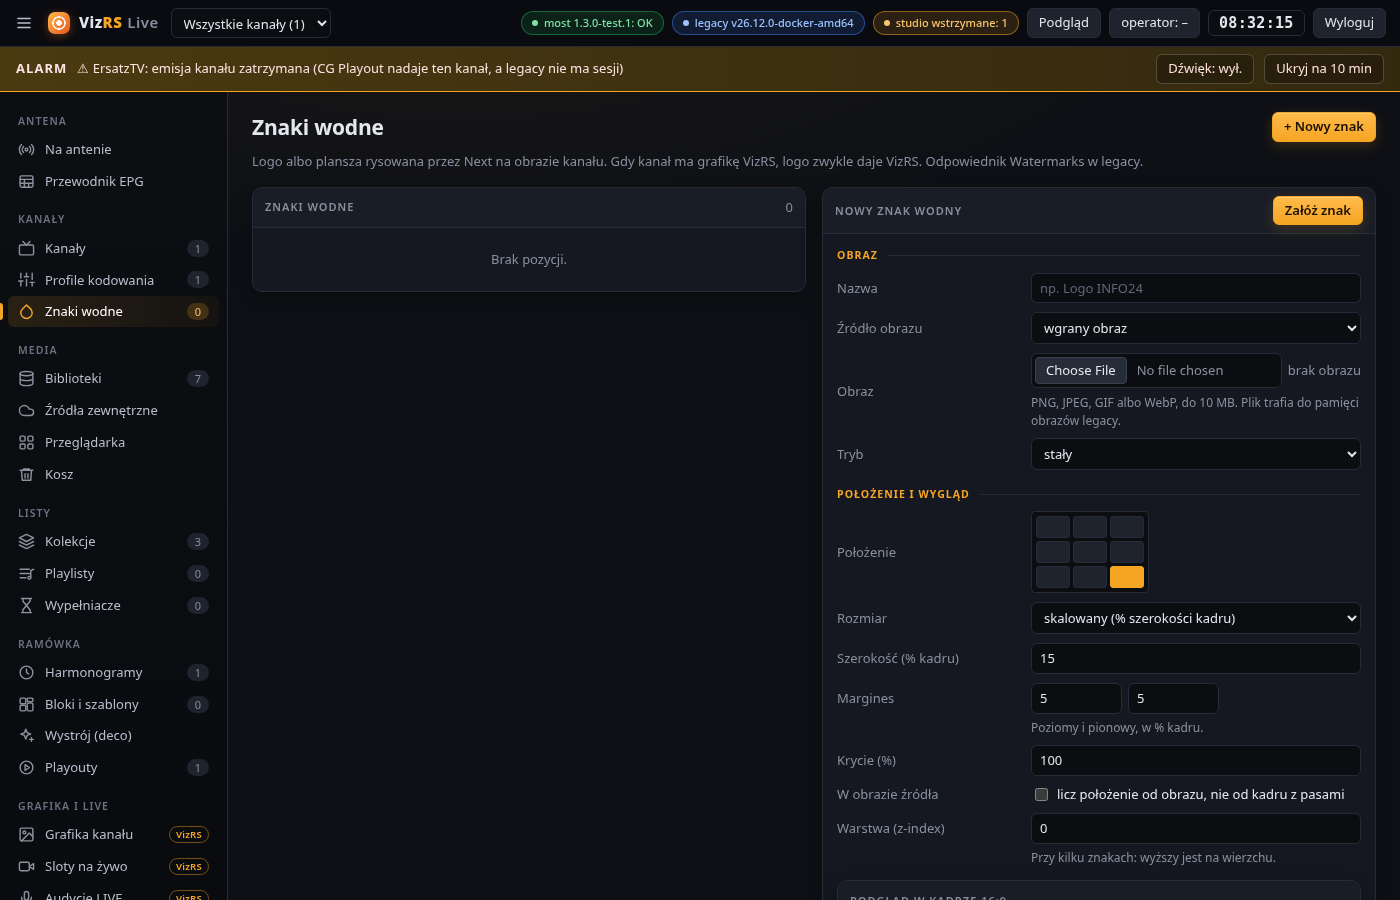 VizRS Live
Wszystkie kanały (1)
most 1.3.0-test.1: OK
legacy v26.12.0-docker-amd64
studio wstrzymane: 1
Podgląd
operator: –
08:32:15
Wyloguj
ALARM ⚠ ErsatzTV: emisja kanału zatrzymana (CG Playout nadaje ten kanał, a legacy nie ma sesji)
Dźwięk: wył.
Ukryj na 10 min
ANTENA
Na antenie
Przewodnik EPG
KANAŁY
Kanały 1
Profile kodowania 1
Znaki wodne 0
MEDIA
Biblioteki 7
Źródła zewnętrzne
Przeglądarka
Kosz
LISTY
Kolekcje 3
Playlisty 0
Wypełniacze 0
RAMÓWKA
Harmonogramy 1
Bloki i szablony 0
Wystrój (deco)
Playouty 1
GRAFIKA I LIVE
Grafika kanału VizRS
Sloty na żywo VizRS
Audycje LIVE VizRS
Znaki wodne
+ Nowy znak
Logo albo plansza rysowana przez Next na obrazie kanału. Gdy kanał ma grafikę VizRS, logo zwykle daje VizRS. Odpowiednik Watermarks w legacy.
ZNAKI WODNE 0
Brak pozycji.
NOWY ZNAK WODNY
Załóż znak
OBRAZ
Nazwa
np. Logo INFO24
Źródło obrazu
wgrany obraz
Obraz
Choose File No file chosen
brak obrazu
PNG, JPEG, GIF albo WebP, do 10 MB. Plik trafia do pamięci
obrazów legacy.
Tryb
stały
POŁOŻENIE I WYGLĄD
Położenie
Rozmiar
skalowany (% szerokości kadru)
Szerokość (% kadru)
15
Margines
5
5
Poziomy i pionowy, w % kadru.
Krycie (%)
100
W obrazie źródła
licz położenie od obrazu, nie od kadru z pasami
Warstwa (z-index)
0
Przy kilku znakach: wyższy jest na wierzchu.
PODGLĄD W KADRZE 16:9